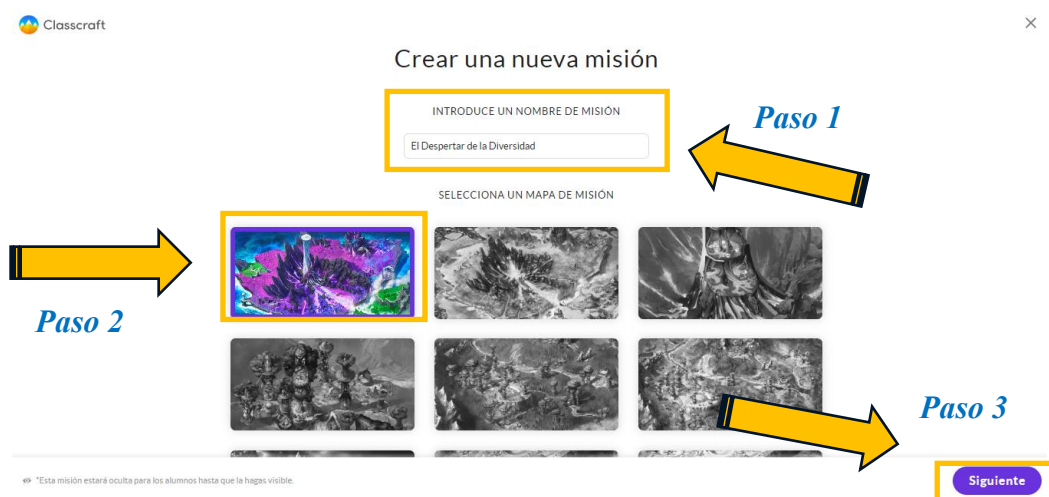 Classcraft
Crear una nueva misión
INTRODUCE UN NOMBRE DE MISIÓN
Paso 1
El Despertar de la Diversidad
SELECCIONA UN MAPA DE MISIÓN
Paso 2
Paso 3
*Esta misión estará oculta para los alumnos hasta que la hagas visible.
Siguiente